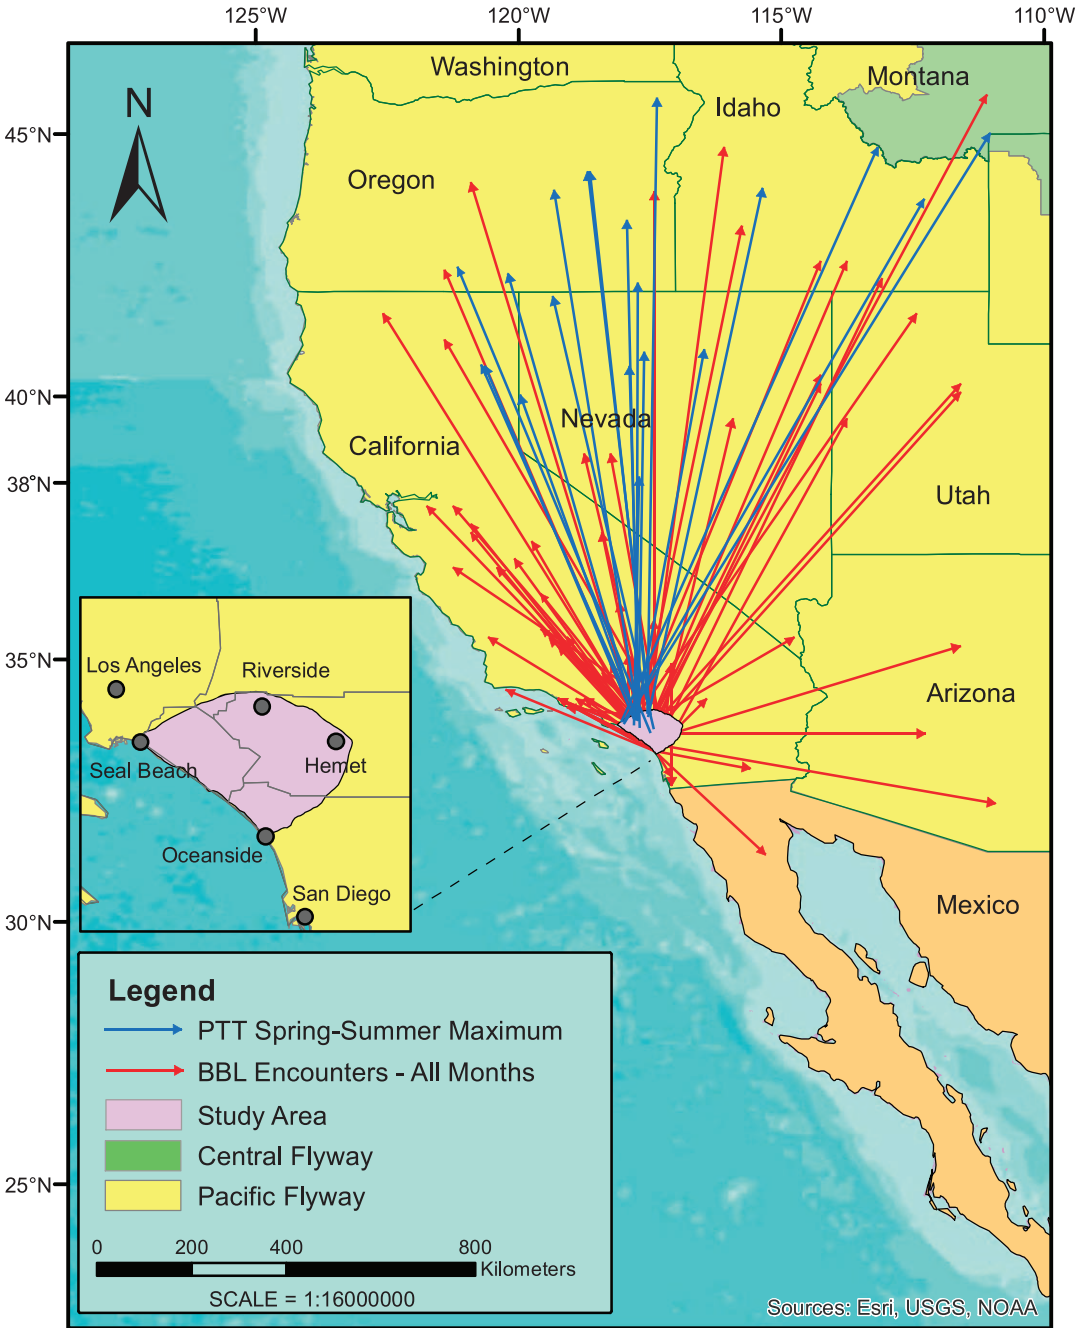 125°W 120°W 115°W 110°W
Washington
Montana
Idaho
N
45°N
Oregon
40°N
Nevada
California
38°N
Utah
35°N
Los Angeles
Riverside
Arizona
Seal Beach
Hemet
Oceanside
San Diego
Mexico
30°N
Legend
PTT Spring-Summer Maximum
BBL Encounters - All Months
Study Area
Central Flyway
25°N
Pacific Flyway
0 200 400 800
Kilometers
SCALE = 1:16000000
Sources: Esri, USGS, NOAA